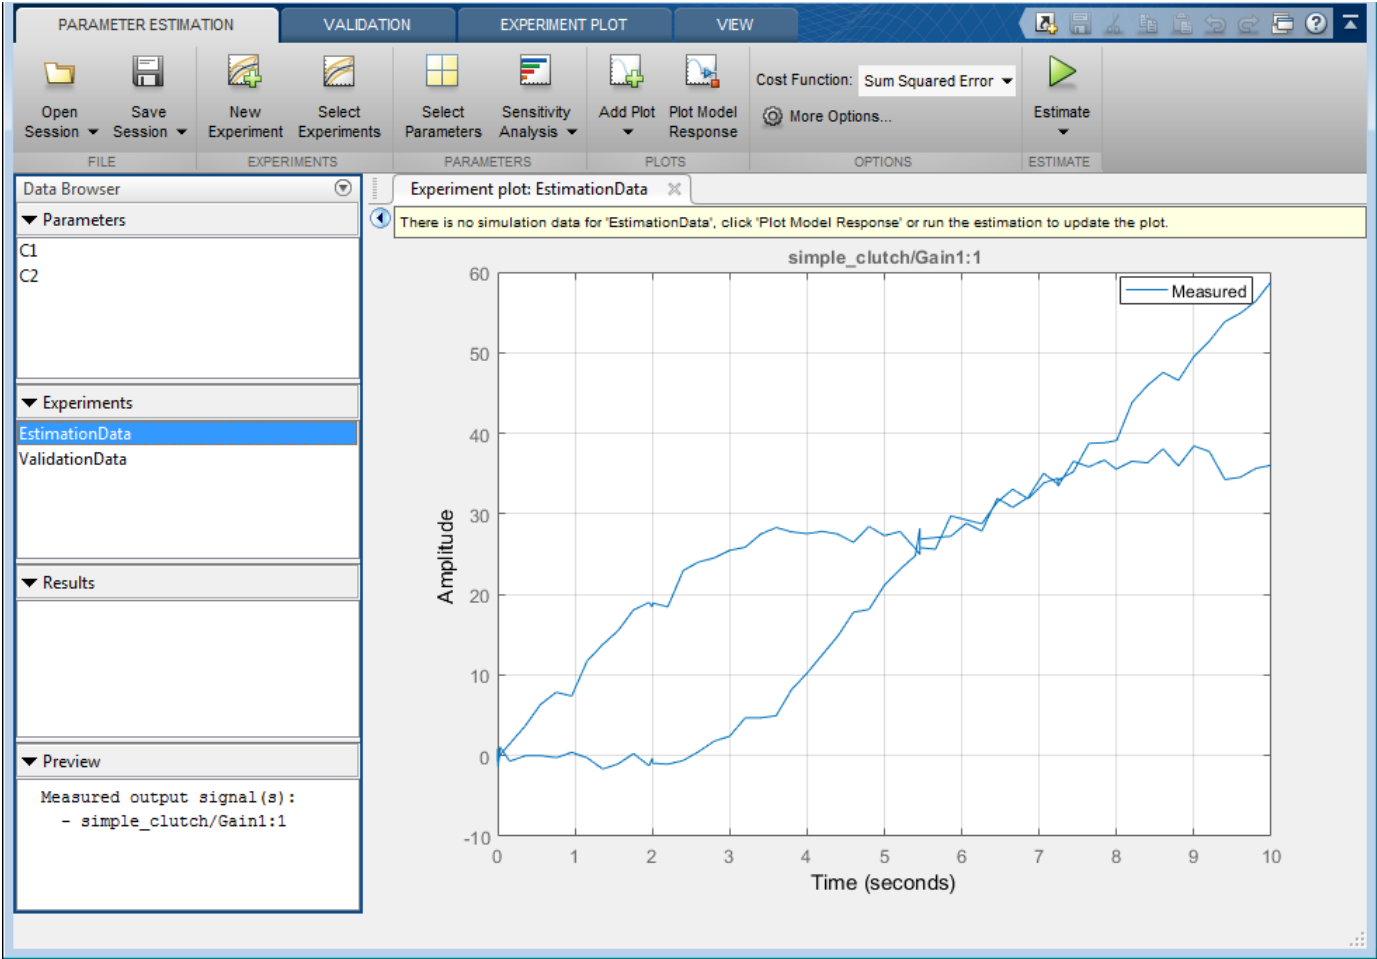 PARAMETER ESTIMATION
VALIDATION
EXPERIMENT PLOT
VIEW
Open Session
Save Session
New Experiment
Select Experiments
Select Parameters
Sensitivity Analysis
Add Plot
Plot Model Response
Cost Function: Sum Squared Error
More Options...
Estimate
FILE
EXPERIMENTS
PARAMETERS
PLOTS
OPTIONS
ESTIMATE
Data Browser
Parameters
C1
C2
Experiments
EstimationData
ValidationData
Results
Preview
Measured output signal(s):
- simple_clutch/Gain1:1
Experiment plot: EstimationData
There is no simulation data for 'EstimationData', click 'Plot Model Response' or run the estimation to update the plot.
simple_clutch/Gain1:1
Measured
Amplitude
60
50
40
30
20
10
0
-10
0 1 2 3 4 5 6 7 8 9 10
Time (seconds)